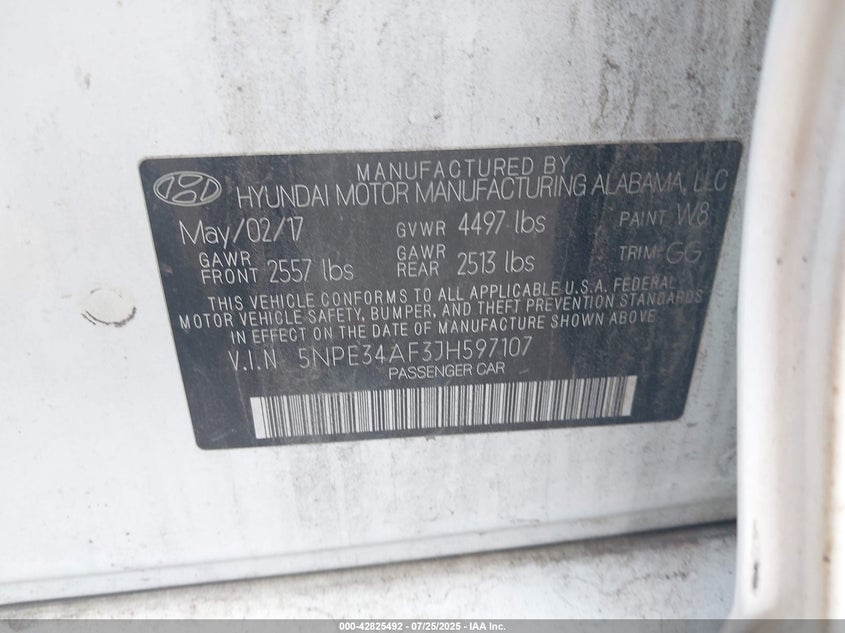 MANUFACTURED BY
HYUNDAI MOTOR MANUFACTURING ALABAMA, LLC
May/02/17 GVWR 4497 lbs PAINT W8
GAWR FRONT 2557 lbs GAWR REAR 2513 lbs TRIM GG
THIS VEHICLE CONFORMS TO ALL APPLICABLE U.S.A. FEDERAL
MOTOR VEHICLE SAFETY, BUMPER, AND THEFT PREVENTION STANDARDS
IN EFFECT ON THE DATE OF MANUFACTURE SHOWN ABOVE.
V.I.N 5NPE34AF3JH597107
PASSENGER CAR
000-42825492 - 07/25/2025 - IAA Inc.